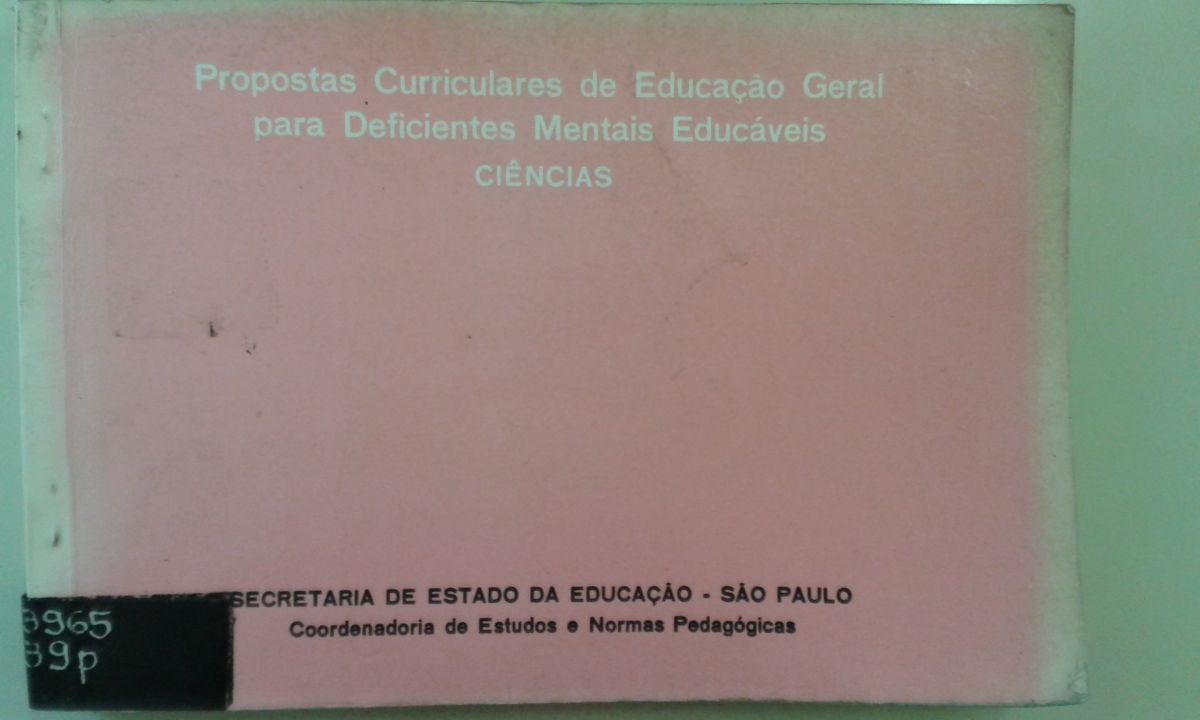 Propostas Curriculares de Educação Geral
para Deficientes Mentais Educáveis
CIÊNCIAS
SECRETARIA DE ESTADO DA EDUCAÇÃO - SÃO PAULO
Coordenadoria de Estudos e Normas Pedagógicas